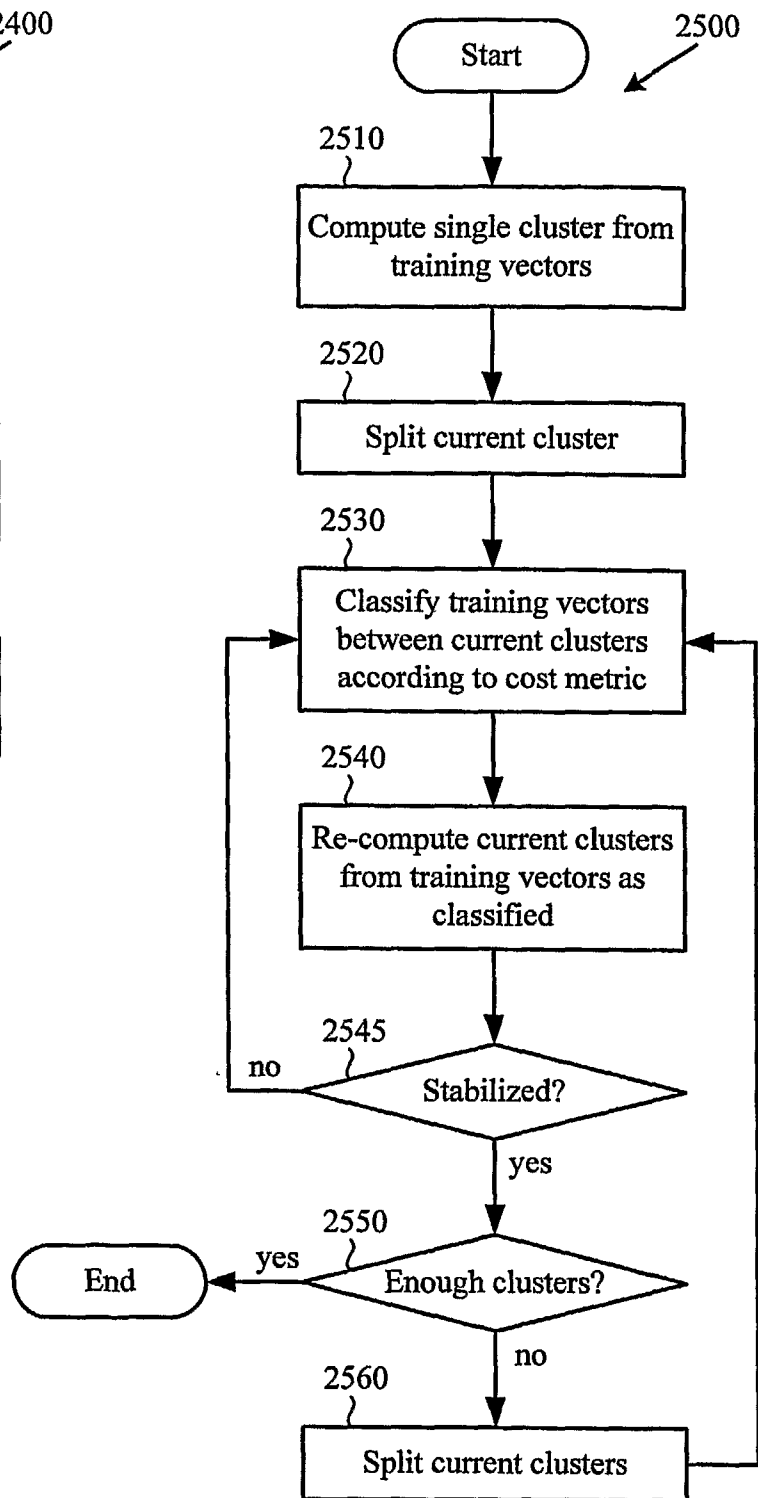 2400
2500
Start
2510
Compute single cluster from
training vectors
2520
Split current cluster
2530
Classify training vectors
between current clusters
according to cost metric
2540
Re-compute current clusters
from training vectors as
classified
2545
no
Stabilized?
yes
2550
yes
End
Enough clusters?
no
2560
Split current clusters